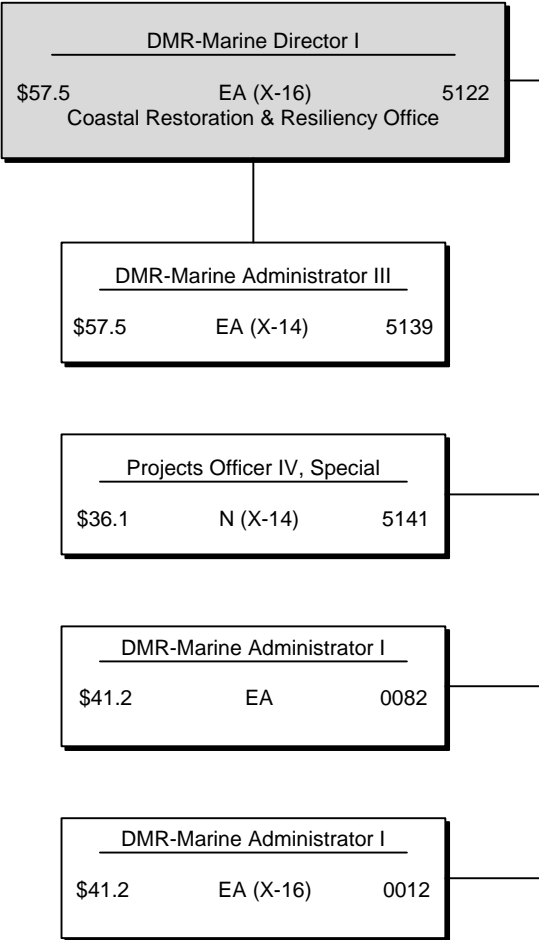 DMR-Marine Director I
$57.5 EA (X-16) 5122
Coastal Restoration & Resiliency Office
DMR-Marine Administrator III
$57.5 EA (X-14) 5139
Projects Officer IV, Special
$36.1 N (X-14) 5141
DMR-Marine Administrator I
$41.2 EA 0082
DMR-Marine Administrator I
$41.2 EA (X-16) 0012